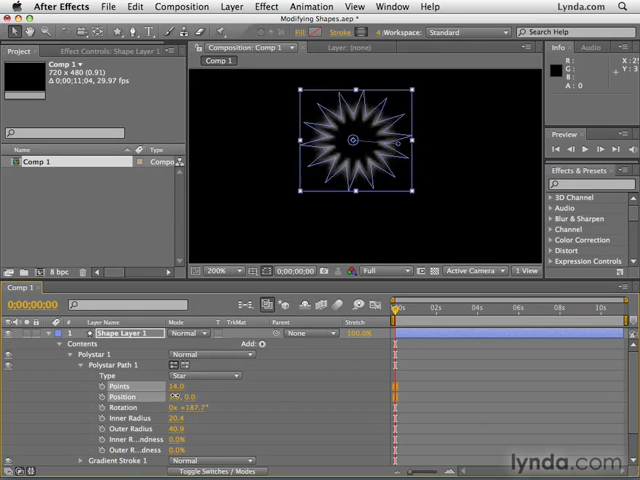 After Effects File Edit Composition Layer Effect Animation View Window Help Lynda.com
Modifying Shapes.aep *
Fill: Stroke: Workspace: Standard Search Help
Project Effect Controls: Shape Layer 1
Composition: Comp 1 Layer: (none)
Info Audio
Comp 1
720 x 480 (0.91)
Δ 0;00;11;04, 29.97 fps
Comp 1
R :
G :
B :
A : 0
Preview
Effects & Presets
Name Type
Comp 1 Compos
3D Channel
Audio
Blur & Sharpen
Channel
Color Correction
Distort
Expression Controls
8 bpc
200% 0;00;00;00 Full Active Camera 1 View
Comp 1
0;00;00;00
00s 02s 04s 06s 08s 10s
# Layer Name Mode T TrkMat Parent Stretch
1 Shape Layer 1 Normal None 100.0%
Contents Add:
Polystar 1 Normal
Polystar Path 1
Type Star
Points 14.0
Position 0.0
Rotation 0x +187.7°
Inner Radius 20.4
Outer Radius 40.9
Inner R...ndness 0.0%
Outer R...ndness 0.0%
Gradient Stroke 1 Normal
Toggle Switches / Modes
lynda.com